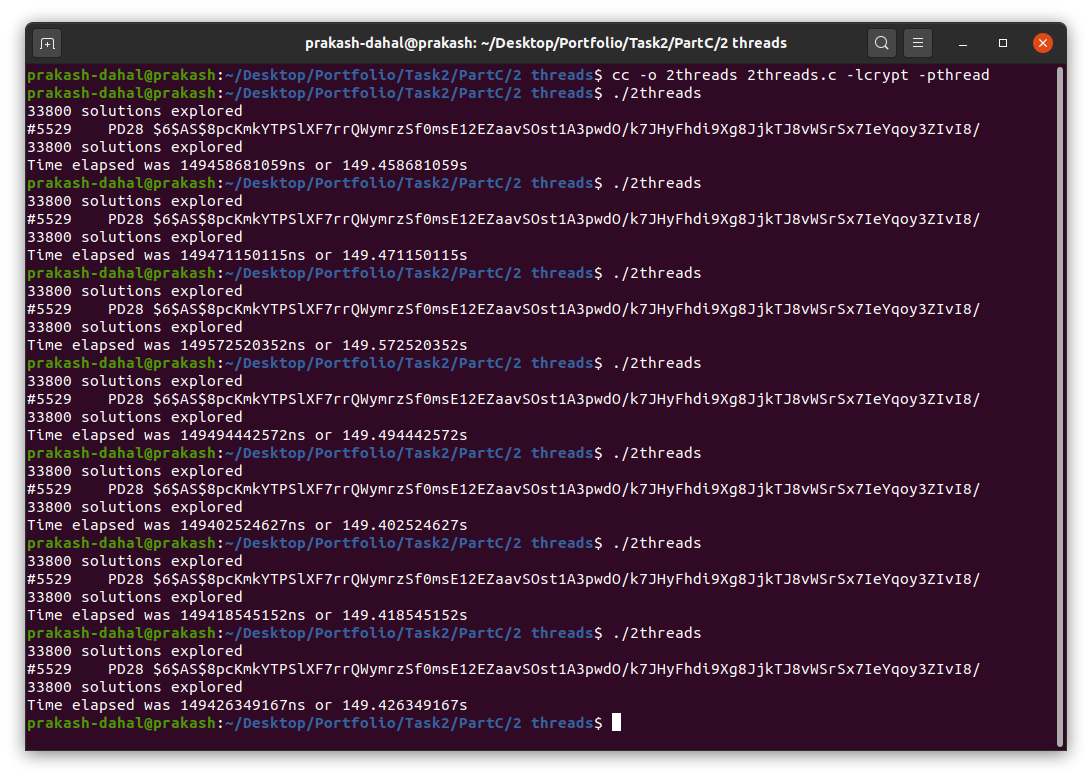 prakash-dahal@prakash: ~/Desktop/Portfolio/Task2/PartC/2 threads
prakash-dahal@prakash:~/Desktop/Portfolio/Task2/PartC/2 threads$ cc -o 2threads 2threads.c -lcrypt -pthread
prakash-dahal@prakash:~/Desktop/Portfolio/Task2/PartC/2 threads$ ./2threads
33800 solutions explored
#5529    PD28 $6$AS$8pcKmkYTPSlXF7rrQWymrzSf0msE12EZaavSOst1A3pwdO/k7JHyFhdi9Xg8JjkTJ8vWSrSx7IeYqoy3ZIvI8/
33800 solutions explored
Time elapsed was 149458681059ns or 149.458681059s
prakash-dahal@prakash:~/Desktop/Portfolio/Task2/PartC/2 threads$ ./2threads
33800 solutions explored
#5529    PD28 $6$AS$8pcKmkYTPSlXF7rrQWymrzSf0msE12EZaavSOst1A3pwdO/k7JHyFhdi9Xg8JjkTJ8vWSrSx7IeYqoy3ZIvI8/
33800 solutions explored
Time elapsed was 149471150115ns or 149.471150115s
prakash-dahal@prakash:~/Desktop/Portfolio/Task2/PartC/2 threads$ ./2threads
33800 solutions explored
#5529    PD28 $6$AS$8pcKmkYTPSlXF7rrQWymrzSf0msE12EZaavSOst1A3pwdO/k7JHyFhdi9Xg8JjkTJ8vWSrSx7IeYqoy3ZIvI8/
33800 solutions explored
Time elapsed was 149572520352ns or 149.572520352s
prakash-dahal@prakash:~/Desktop/Portfolio/Task2/PartC/2 threads$ ./2threads
33800 solutions explored
#5529    PD28 $6$AS$8pcKmkYTPSlXF7rrQWymrzSf0msE12EZaavSOst1A3pwdO/k7JHyFhdi9Xg8JjkTJ8vWSrSx7IeYqoy3ZIvI8/
33800 solutions explored
Time elapsed was 149494442572ns or 149.494442572s
prakash-dahal@prakash:~/Desktop/Portfolio/Task2/PartC/2 threads$ ./2threads
33800 solutions explored
#5529    PD28 $6$AS$8pcKmkYTPSlXF7rrQWymrzSf0msE12EZaavSOst1A3pwdO/k7JHyFhdi9Xg8JjkTJ8vWSrSx7IeYqoy3ZIvI8/
33800 solutions explored
Time elapsed was 149402524627ns or 149.402524627s
prakash-dahal@prakash:~/Desktop/Portfolio/Task2/PartC/2 threads$ ./2threads
33800 solutions explored
#5529    PD28 $6$AS$8pcKmkYTPSlXF7rrQWymrzSf0msE12EZaavSOst1A3pwdO/k7JHyFhdi9Xg8JjkTJ8vWSrSx7IeYqoy3ZIvI8/
33800 solutions explored
Time elapsed was 149418545152ns or 149.418545152s
prakash-dahal@prakash:~/Desktop/Portfolio/Task2/PartC/2 threads$ ./2threads
33800 solutions explored
#5529    PD28 $6$AS$8pcKmkYTPSlXF7rrQWymrzSf0msE12EZaavSOst1A3pwdO/k7JHyFhdi9Xg8JjkTJ8vWSrSx7IeYqoy3ZIvI8/
33800 solutions explored
Time elapsed was 149426349167ns or 149.426349167s
prakash-dahal@prakash:~/Desktop/Portfolio/Task2/PartC/2 threads$